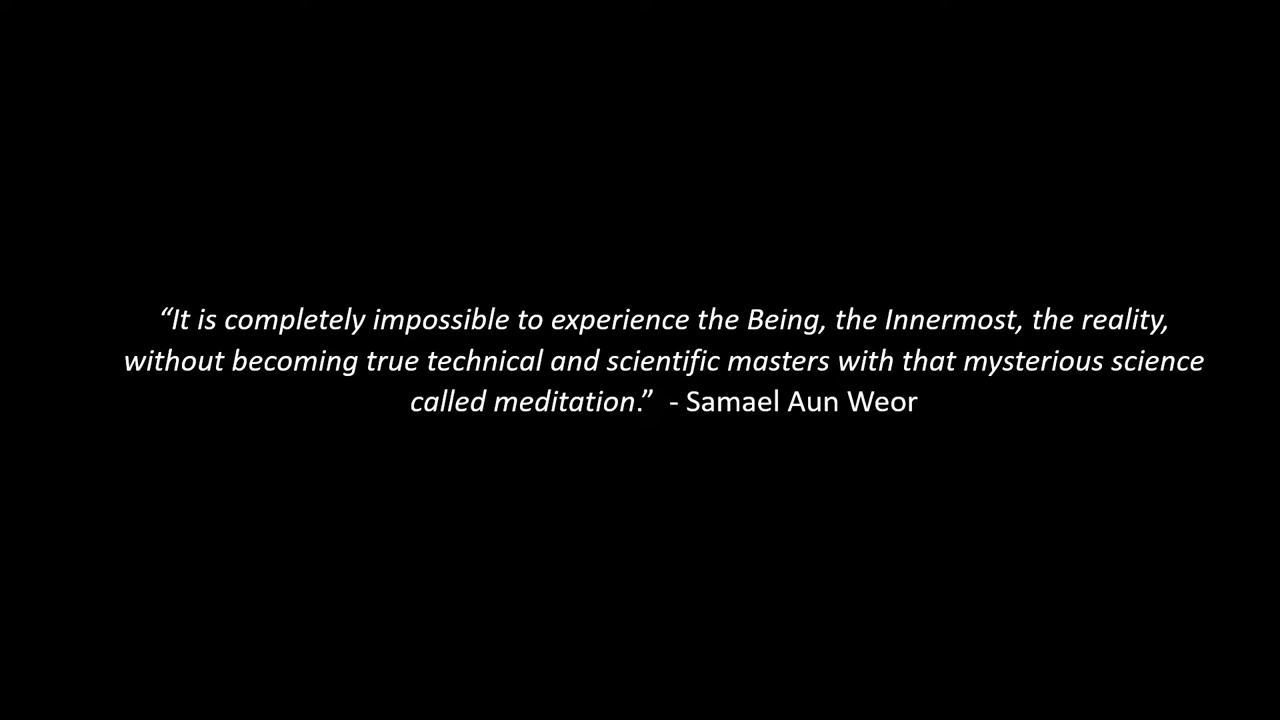 “It is completely impossible to experience the Being, the Innermost, the reality,
without becoming true technical and scientific masters with that mysterious science
called meditation.”  - Samael Aun Weor